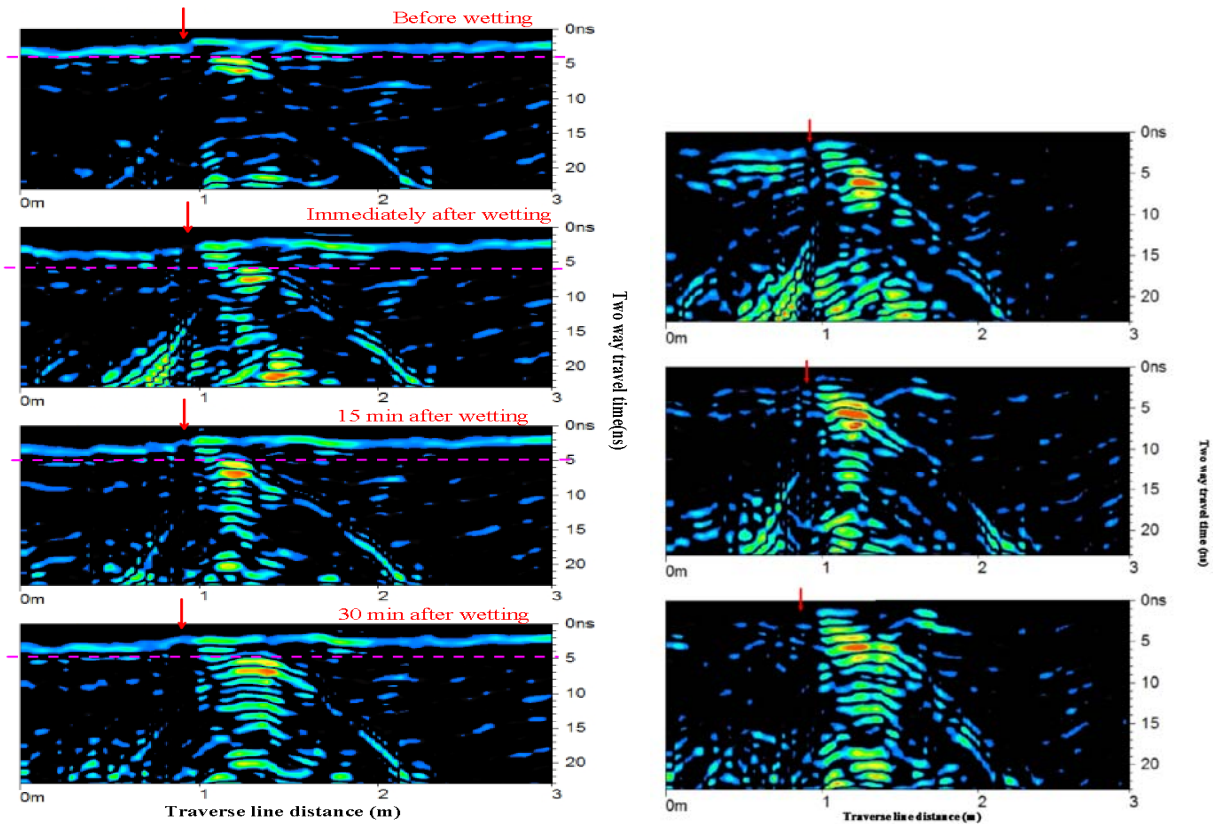 Before wetting
0ns
5
10
15
20
0m 1 2 3
Immediately after wetting
0ns
5
10
15
20
0m 1 2 3
15 min after wetting
0ns
5
10
15
20
0m 1 2 3
30 min after wetting
0ns
5
10
15
20
0m 1 2 3
Traverse line distance (m)
Two way travel time(ns)
0ns
5
10
15
20
0m 1 2 3
0ns
5
10
15
20
0m 1 2 3
0ns
5
10
15
20
0m 1 2 3
Traverse line distance (m)
Two way travel time (ns)